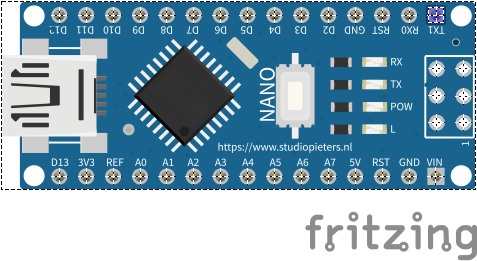 D12 D11 D10 D9 D8 D7 D6 D5 D4 D3 D2 GND RST RX0 TX1
RX
TX
POW
L
NANO
1
https://www.studiopieters.nl
D13 3V3 REF A0 A1 A2 A3 A4 A5 A6 A7 5V RST GND VIN
fritzing